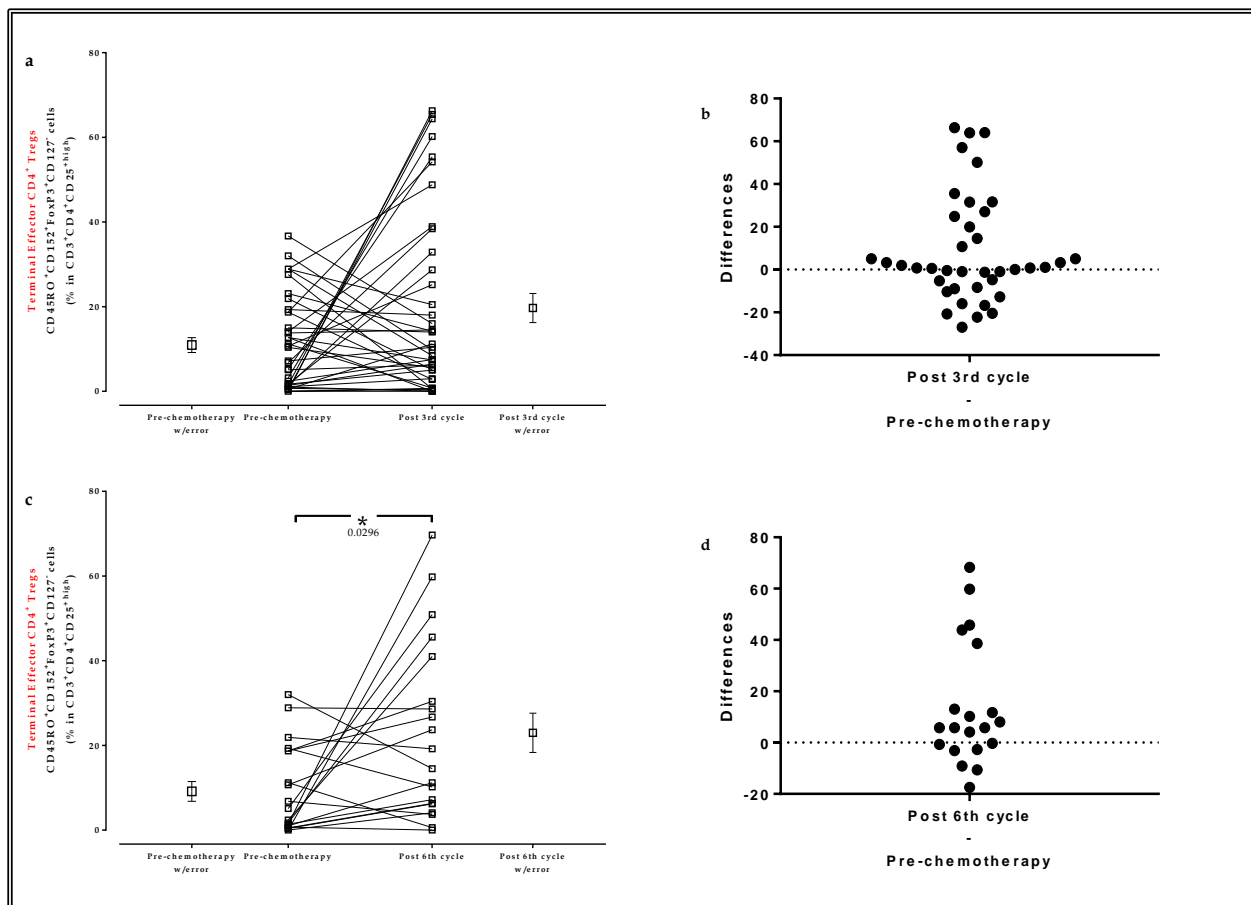 a
Terminal Effector CD4⁺ Tregs
CD45RO⁺CD152⁺FoxP3⁺CD127⁻ cells
(% in CD3⁺CD4⁺CD25⁺ʰⁱᵍʰ)
80
60
40
20
0
Pre-chemotherapy
w/error
Pre-chemotherapy
Post 3rd cycle
Post 3rd cycle
w/error
b
Differences
80
60
40
20
0
-20
-40
Post 3rd cycle
-
Pre-chemotherapy
c
Terminal Effector CD4⁺ Tregs
CD45RO⁺CD152⁺FoxP3⁺CD127⁻ cells
(% in CD3⁺CD4⁺CD25⁺ʰⁱᵍʰ)
80
60
40
20
0
*
0.0296
Pre-chemotherapy
w/error
Pre-chemotherapy
Post 6th cycle
Post 6th cycle
w/error
d
Differences
80
60
40
20
0
-20
Post 6th cycle
-
Pre-chemotherapy